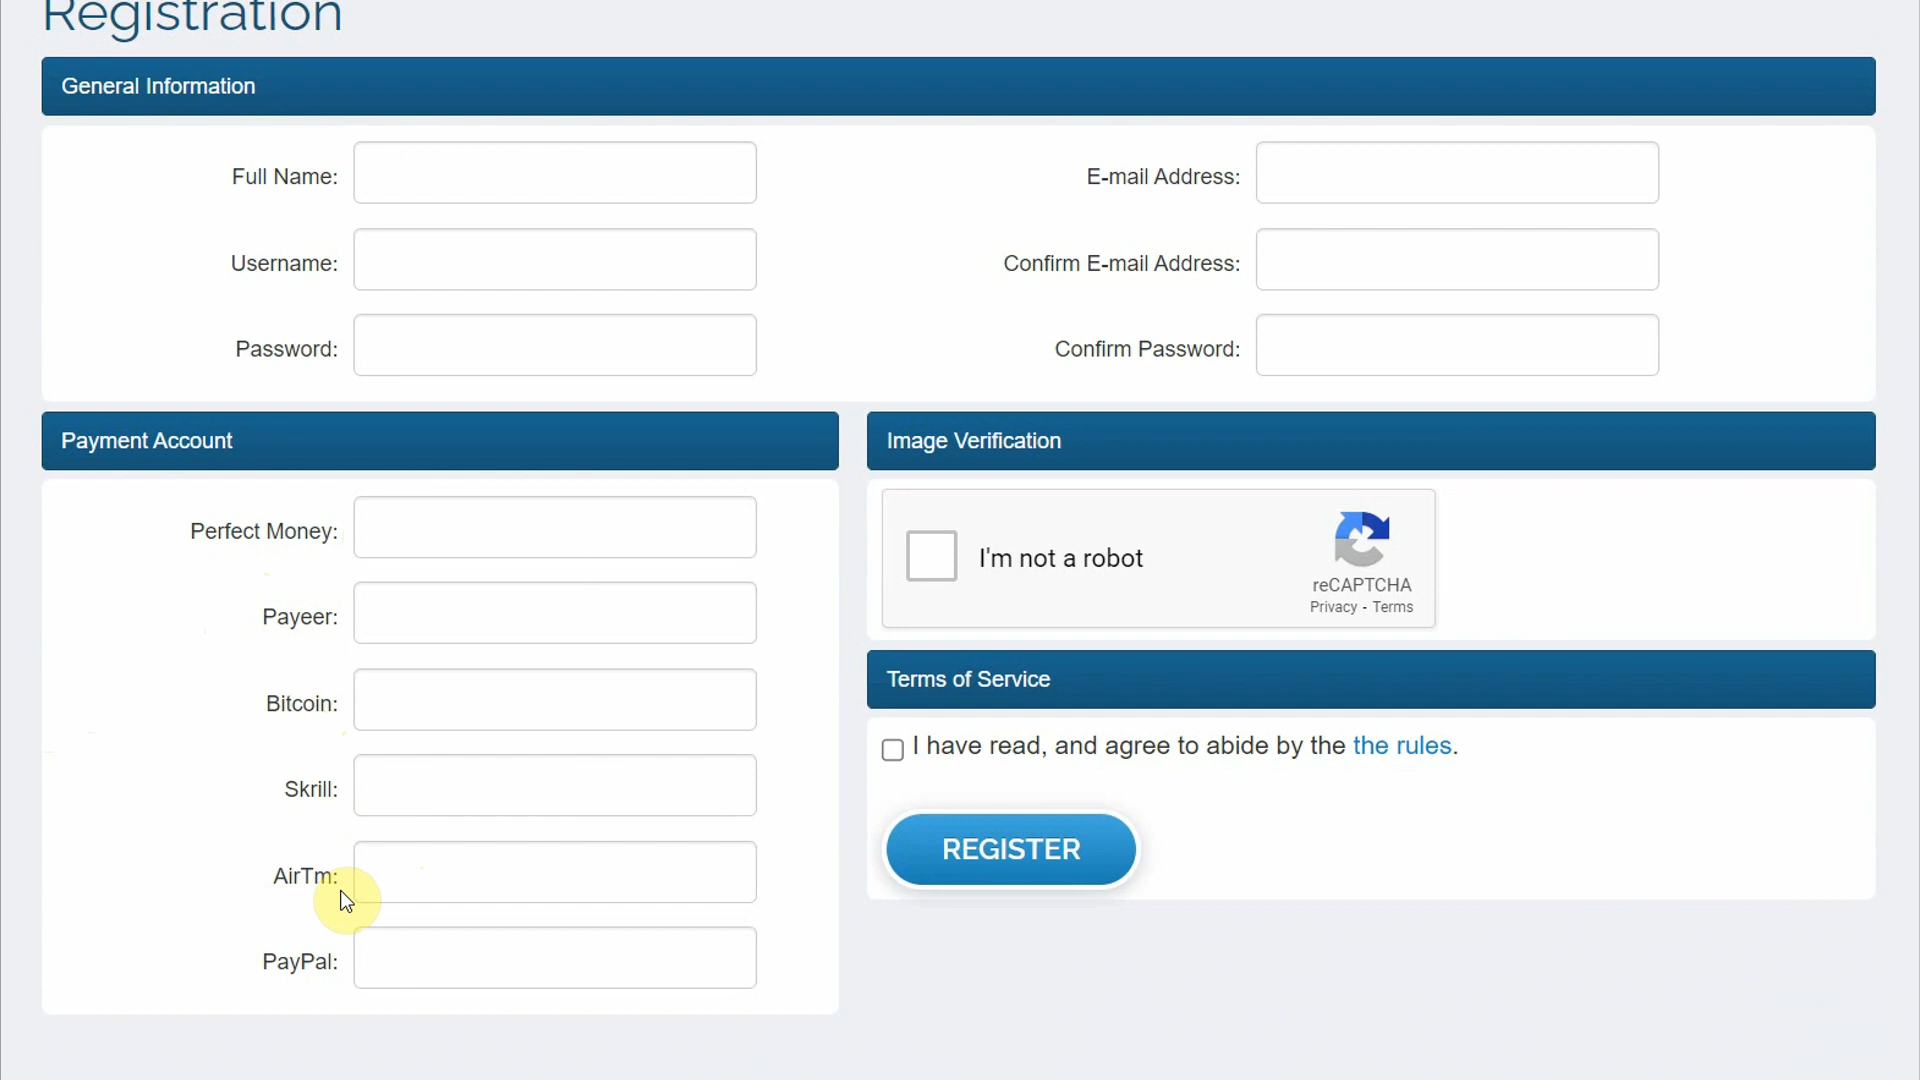 Registration
General Information
Full Name:
E-mail Address:
Username:
Confirm E-mail Address:
Password:
Confirm Password:
Payment Account
Image Verification
Perfect Money:
I'm not a robot
reCAPTCHA
Privacy - Terms
Payeer:
Bitcoin:
Terms of Service
I have read, and agree to abide by the the rules.
Skrill:
REGISTER
AirTm:
PayPal: